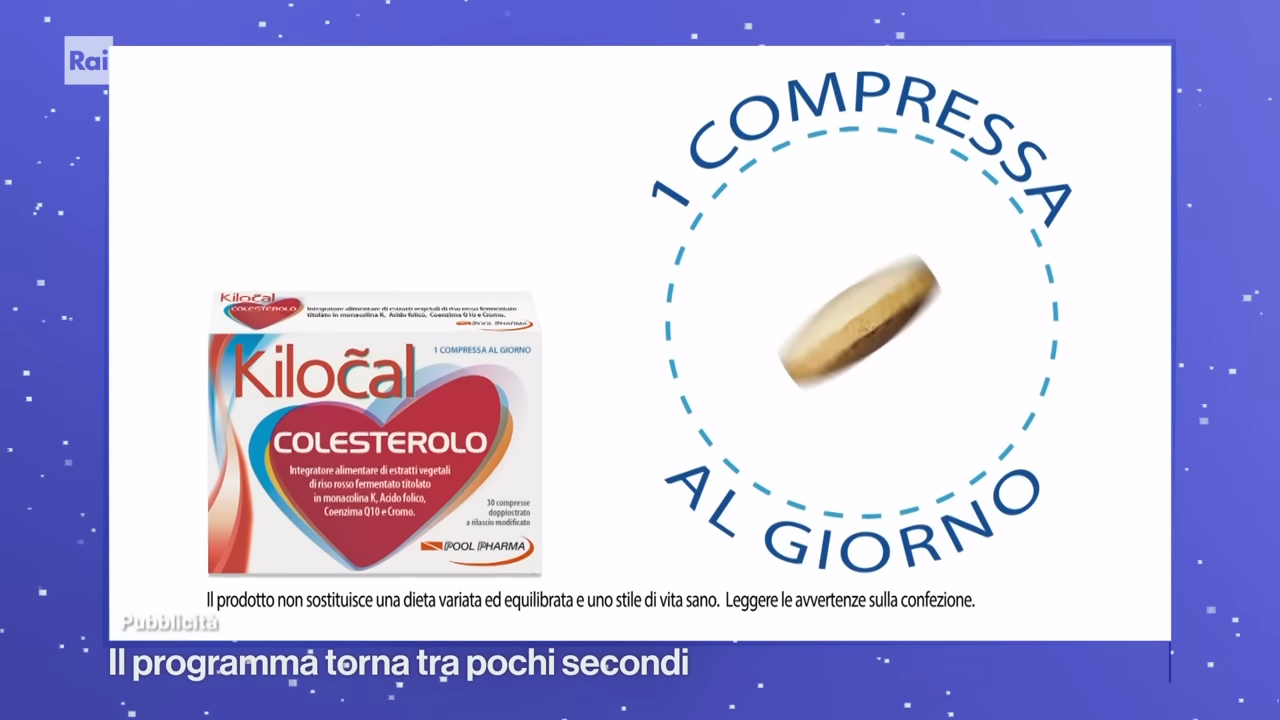 Rai
1 COMPRESSA
AL GIORNO
Kilocal
COLESTEROLO
Integratore alimentare di estratti vegetali di riso rosso fermentato
titolato in monacolina K, Acido folico, Coenzima Q10 e Cromo.
POOL PHARMA
Kilocãl
1 COMPRESSA AL GIORNO
COLESTEROLO
Integratore alimentare di estratti vegetali
di riso rosso fermentato titolato
in monacolina K, Acido folico,
Coenzima Q10 e Cromo.
30 compresse
doppiostrato
a rilascio modificato
POOL PHARMA
Il prodotto non sostituisce una dieta variata ed equilibrata e uno stile di vita sano. Leggere le avvertenze sulla confezione.
Pubblicità
Il programma torna tra pochi secondi